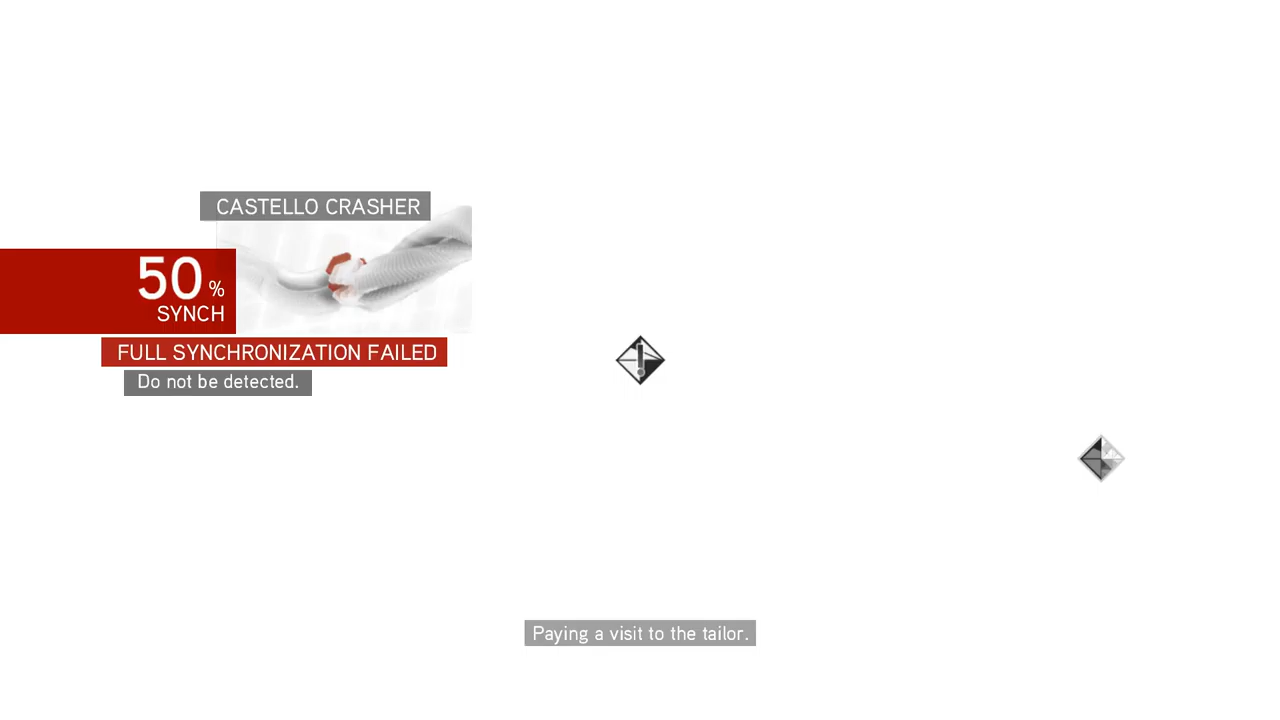 CASTELLO CRASHER
50 %
SYNCH
FULL SYNCHRONIZATION FAILED
Do not be detected.
Paying a visit to the tailor.